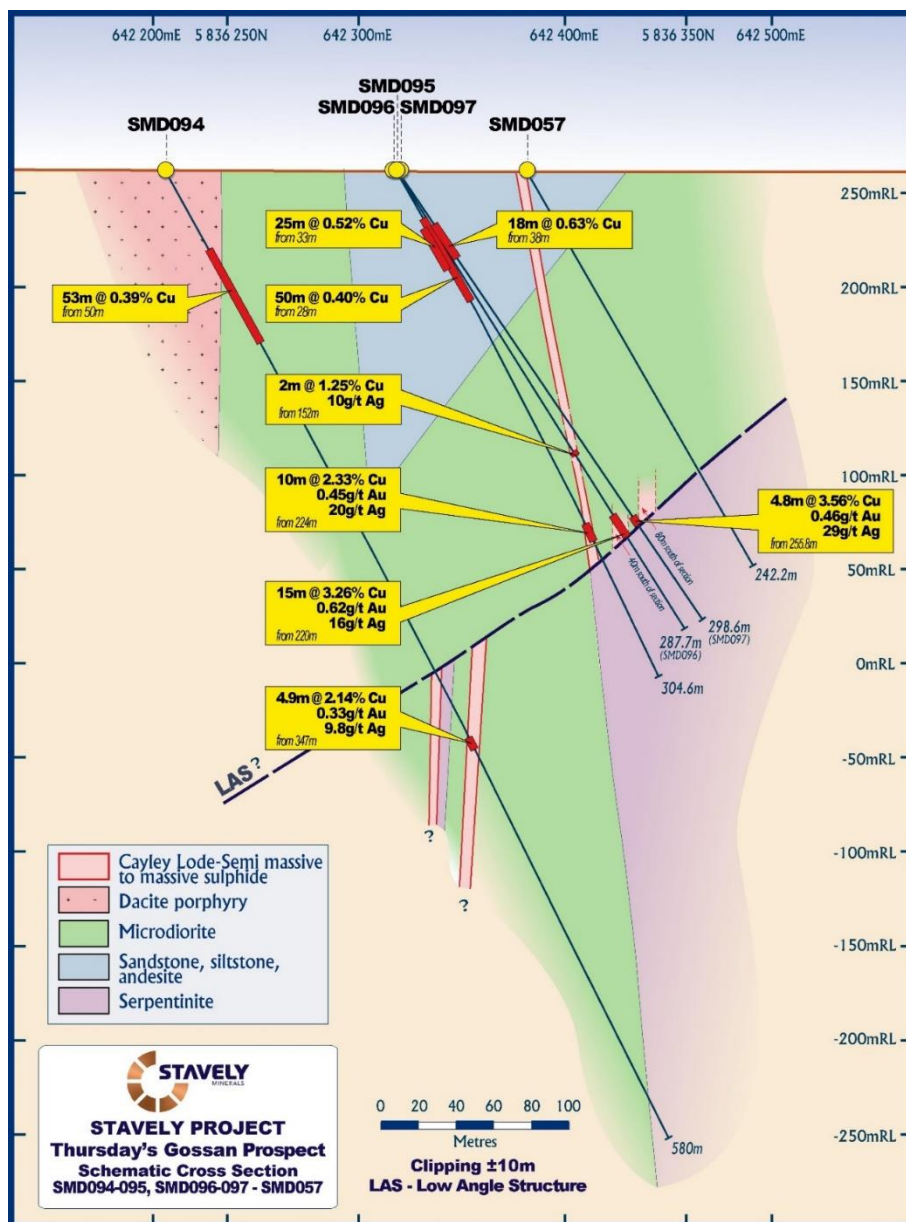 642 200mE 5 836 250N 642 300mE 642 400mE 5 836 350N 642 500mE
SMD095
SMD096 SMD097
SMD094
SMD057
250mRL
200mRL
150mRL
100mRL
50mRL
0mRL
-50mRL
-100mRL
-150mRL
-200mRL
-250mRL
25m @ 0.52% Cu
from 33m
18m @ 0.63% Cu
from 38m
53m @ 0.39% Cu
from 50m
50m @ 0.40% Cu
from 28m
2m @ 1.25% Cu
10g/t Ag
from 152m
10m @ 2.33% Cu
0.45g/t Au
20g/t Ag
from 224m
4.8m @ 3.56% Cu
0.46g/t Au
29g/t Ag
from 255.8m
80m south of section
40m south of section
242.2m
15m @ 3.26% Cu
0.62g/t Au
16g/t Ag
from 220m
298.6m
(SMD097)
287.7m
(SMD096)
304.6m
4.9m @ 2.14% Cu
0.33g/t Au
9.8g/t Ag
from 347m
LAS ?
?
?
580m
Cayley Lode-Semi massive
to massive sulphide
Dacite porphyry
Microdiorite
Sandstone, siltstone,
andesite
Serpentinite
STAVELY
MINERALS
STAVELY PROJECT
Thursday's Gossan Prospect
Schematic Cross Section
SMD094-095, SMD096-097 - SMD057
0 20 40 60 80 100
Metres
Clipping ±10m
LAS - Low Angle Structure